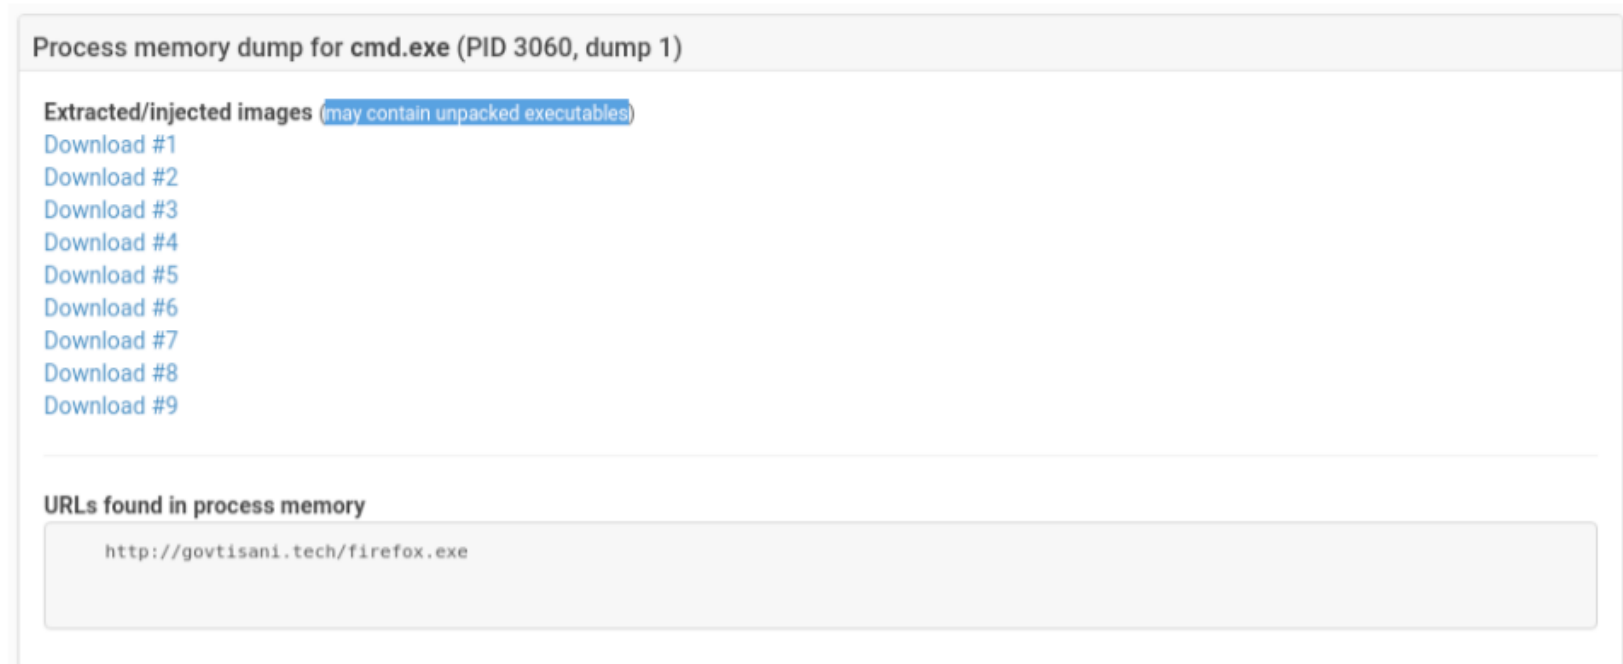 Process memory dump for cmd.exe (PID 3060, dump 1)
Extracted/injected images (may contain unpacked executables)
Download #1
Download #2
Download #3
Download #4
Download #5
Download #6
Download #7
Download #8
Download #9
URLs found in process memory
http://govtisani.tech/firefox.exe